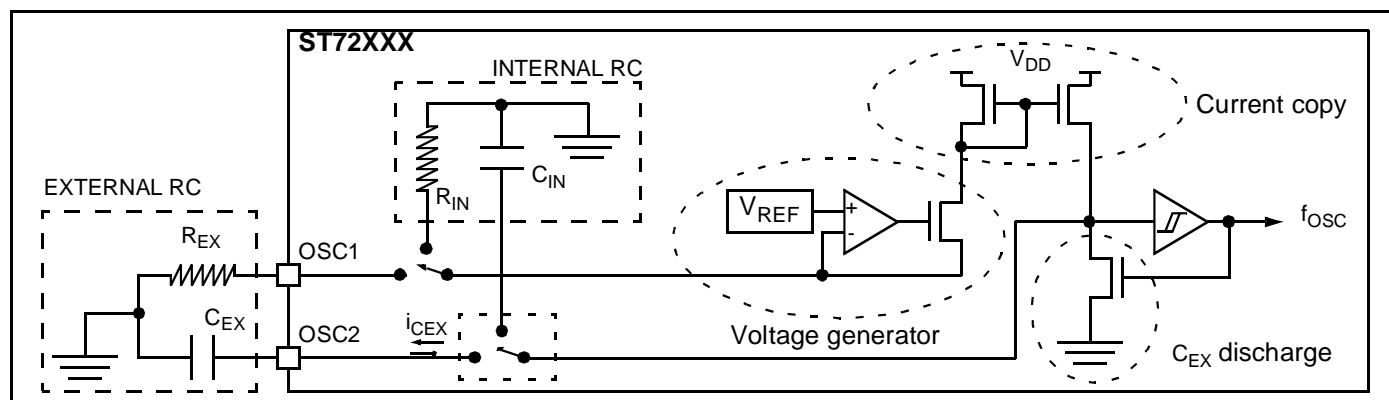 ST72XXX
INTERNAL RC
V_DD
Current copy
C_IN
R_IN
EXTERNAL RC
V_REF
+
-
f_OSC
R_EX
OSC1
C_EX
i_CEX
OSC2
Voltage generator
C_EX discharge